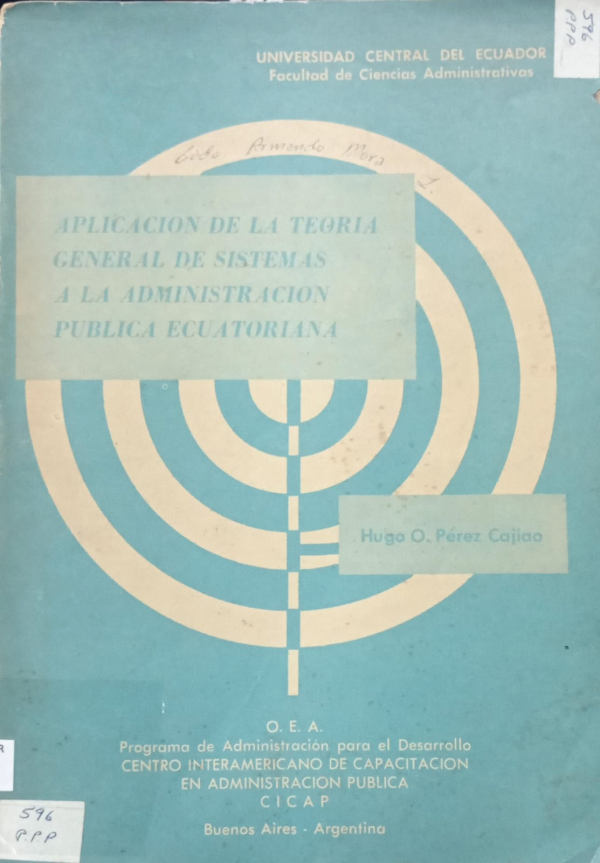 596
PPP
UNIVERSIDAD CENTRAL DEL ECUADOR
Facultad de Ciencias Administrativas
Armando Mora
APLICACION DE LA TEORIA
GENERAL DE SISTEMAS
A LA ADMINISTRACION
PUBLICA ECUATORIANA
Hugo O. Pérez Cajiao
O. E. A.
Programa de Administración para el Desarrollo
CENTRO INTERAMERICANO DE CAPACITACION
EN ADMINISTRACION PUBLICA
C I C A P
Buenos Aires - Argentina
R
596
P.P.P